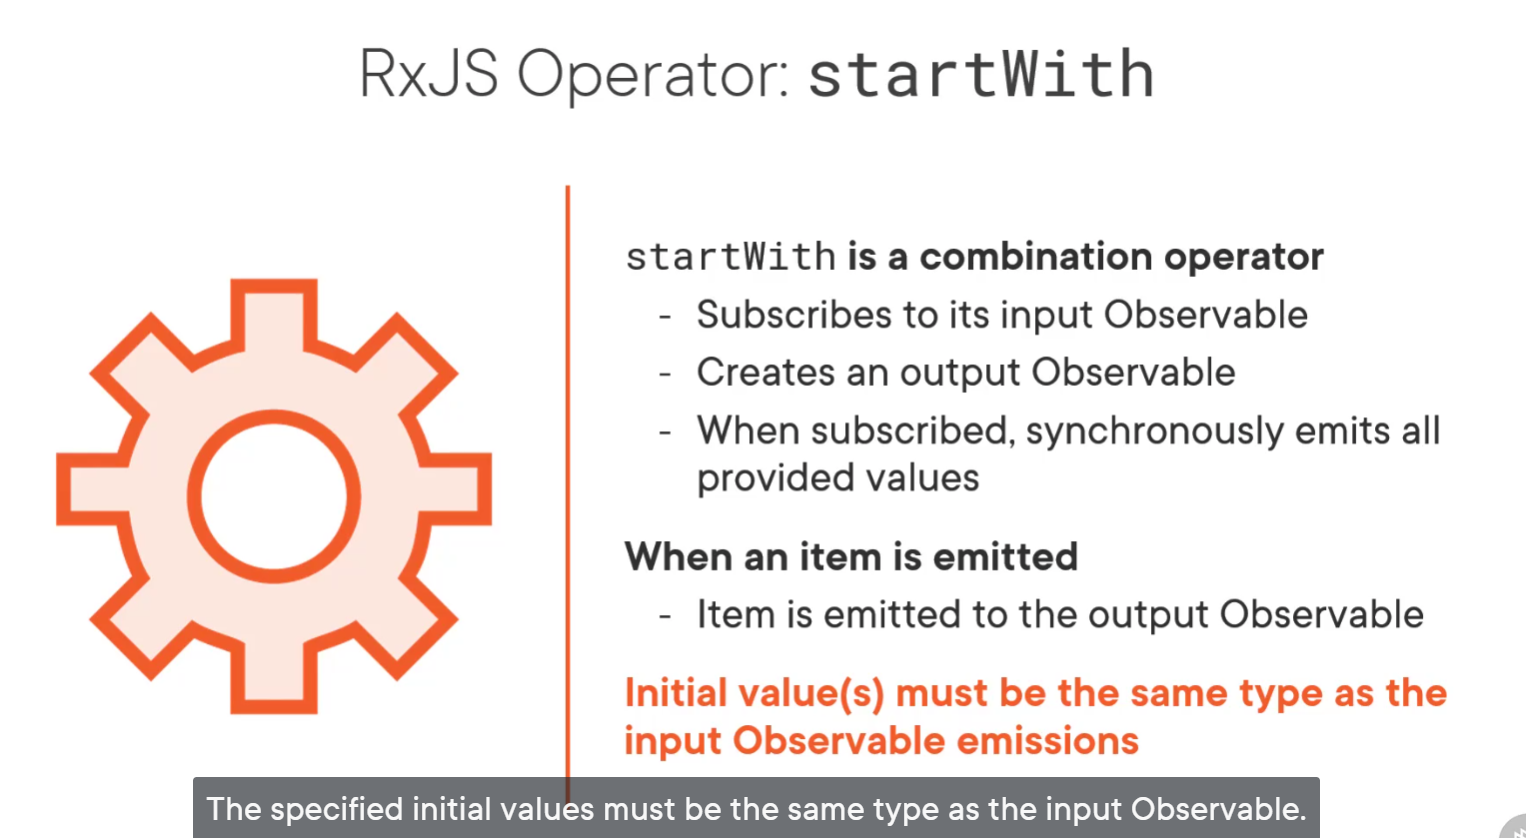 RxJS Operator: startWith
startWith is a combination operator
- Subscribes to its input Observable
- Creates an output Observable
- When subscribed, synchronously emits all
provided values
When an item is emitted
- Item is emitted to the output Observable
Initial value(s) must be the same type as the
input Observable emissions
The specified initial values must be the same type as the input Observable.